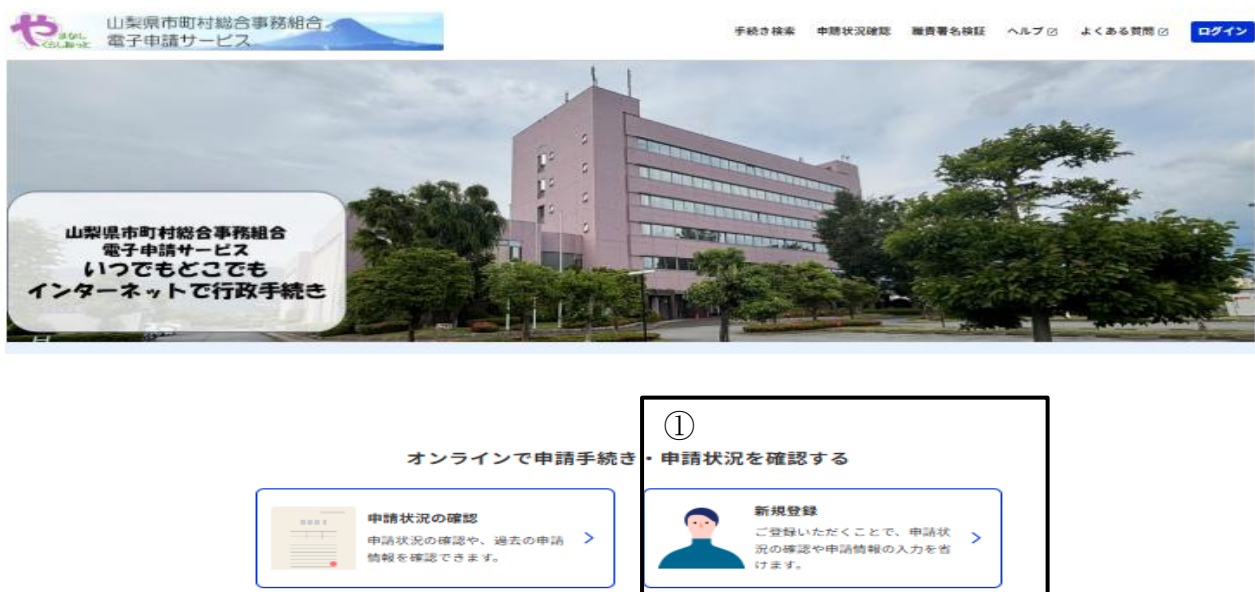 やまなし
くらしねっと
山梨県市町村総合事務組合
電子申請サービス
手続き検索 申請状況確認 職責署名検証 ヘルプ よくある質問 ログイン
山梨県市町村総合事務組合
電子申請サービス
いつでもどこでも
インターネットで行政手続き
①
オンラインで申請手続き・申請状況を確認する
申請状況の確認
申請状況の確認や、過去の申請
情報を確認できます。
新規登録
ご登録いただくことで、申請状
況の確認や申請情報の入力を省
けます。